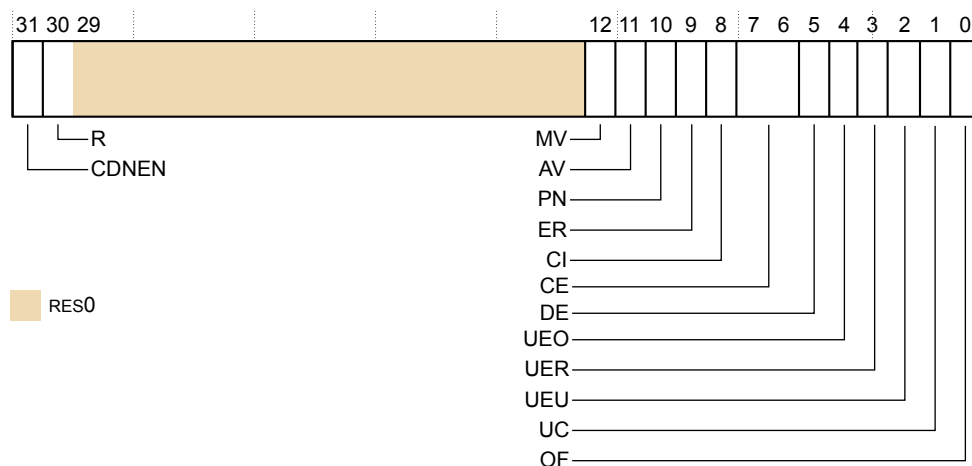 31 30 29 12 11 10 9 8 7 6 5 4 3 2 1 0
R MV
CDNEN AV
PN
ER
CI
CE
RES0
DE
UEO
UER
UEU
UC
OF